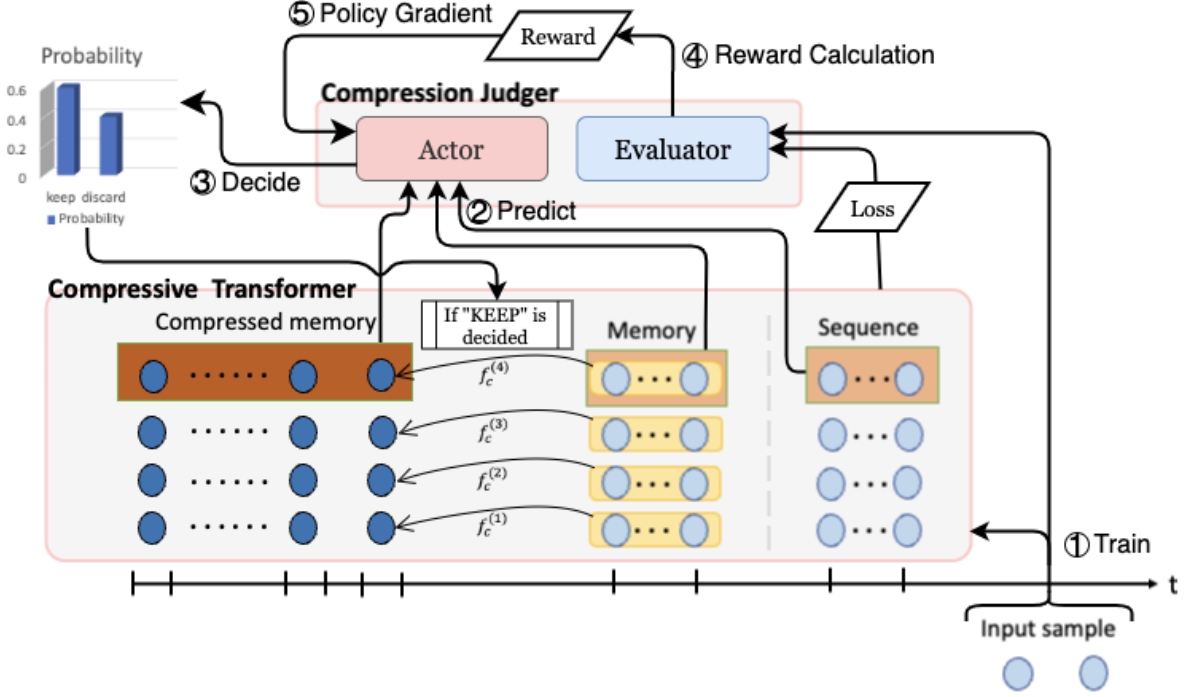 ⑤ Policy Gradient
Reward
④ Reward Calculation
Probability
0.6
0.4
0.2
0
keep discard
Probability
Compression Judger
Actor
Evaluator
③ Decide
② Predict
Loss
Compressive Transformer
Compressed memory
If "KEEP" is
decided
Memory
Sequence
f_c^(4)
f_c^(3)
f_c^(2)
f_c^(1)
① Train
t
Input sample